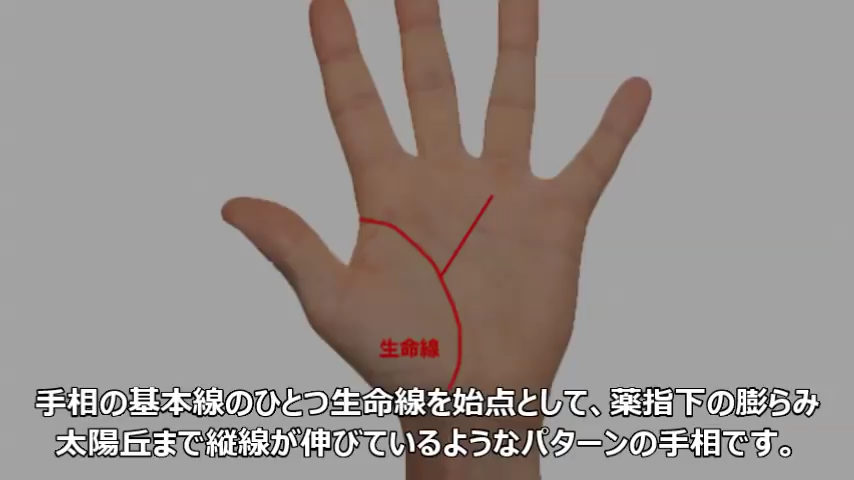 生命線
手相の基本線のひとつ生命線を始点として、薬指下の膨らみ
太陽丘まで縦線が伸びているようなパターンの手相です。